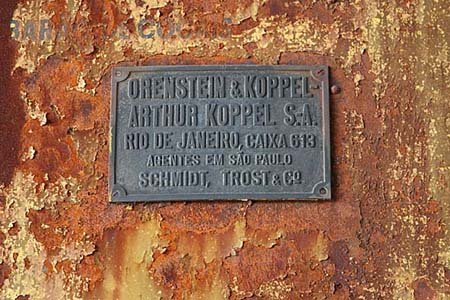 ORENSTEIN & KOPPEL-
ARTHUR KOPPEL S.-A.
RIO DE JANEIRO, CAIXA 613
AGENTES EM SÃO PAULO
SCHMIDT, TROST & Cº